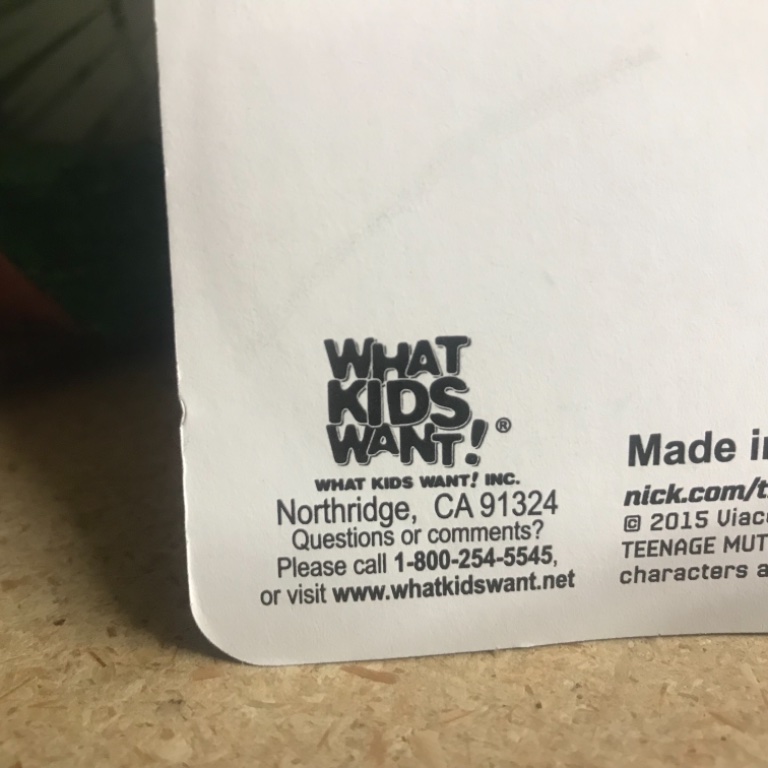 WHAT
KIDS
WANT! ®
WHAT KIDS WANT! INC.
Northridge, CA 91324
Questions or comments?
Please call 1-800-254-5545,
or visit www.whatkidswant.net
Made in
nick.com/t
© 2015 Viac
TEENAGE MUT
characters a